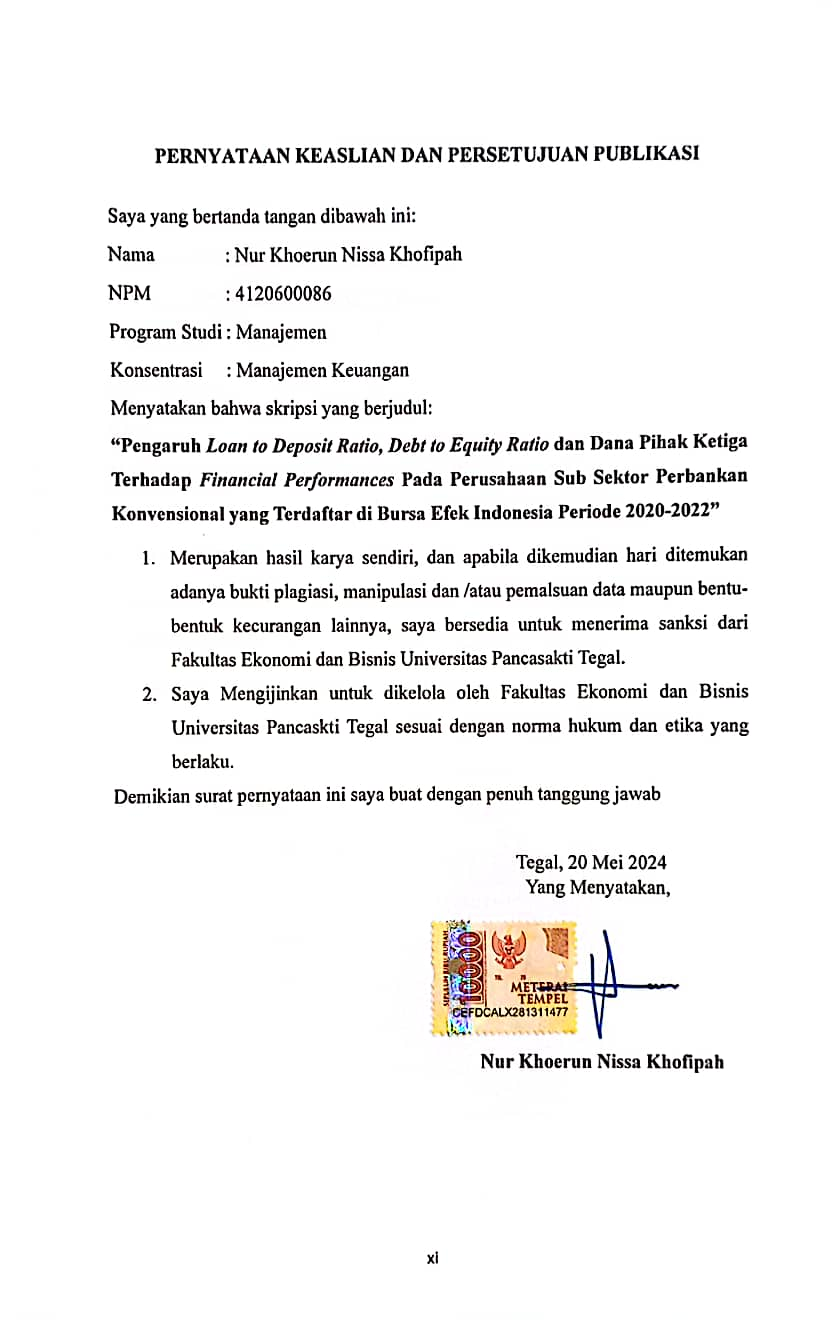 PERNYATAAN KEASLIAN DAN PERSETUJUAN PUBLIKASI
Saya yang bertanda tangan dibawah ini:
Nama : Nur Khoerun Nissa Khofipah
NPM : 4120600086
Program Studi : Manajemen
Konsentrasi : Manajemen Keuangan
Menyatakan bahwa skripsi yang berjudul:
“Pengaruh Loan to Deposit Ratio, Debt to Equity Ratio dan Dana Pihak Ketiga
Terhadap Financial Performances Pada Perusahaan Sub Sektor Perbankan
Konvensional yang Terdaftar di Bursa Efek Indonesia Periode 2020-2022”
1. Merupakan hasil karya sendiri, dan apabila dikemudian hari ditemukan
adanya bukti plagiasi, manipulasi dan /atau pemalsuan data maupun bentu-
bentuk kecurangan lainnya, saya bersedia untuk menerima sanksi dari
Fakultas Ekonomi dan Bisnis Universitas Pancasakti Tegal.
2. Saya Mengijinkan untuk dikelola oleh Fakultas Ekonomi dan Bisnis
Universitas Pancaskti Tegal sesuai dengan norma hukum dan etika yang
berlaku.
Demikian surat pernyataan ini saya buat dengan penuh tanggung jawab
Tegal, 20 Mei 2024
Yang Menyatakan,
SEPULUH RIBU RUPIAH
10000
METERAI
TEMPEL
CEFDCALX281311477
Nur Khoerun Nissa Khofipah
xi